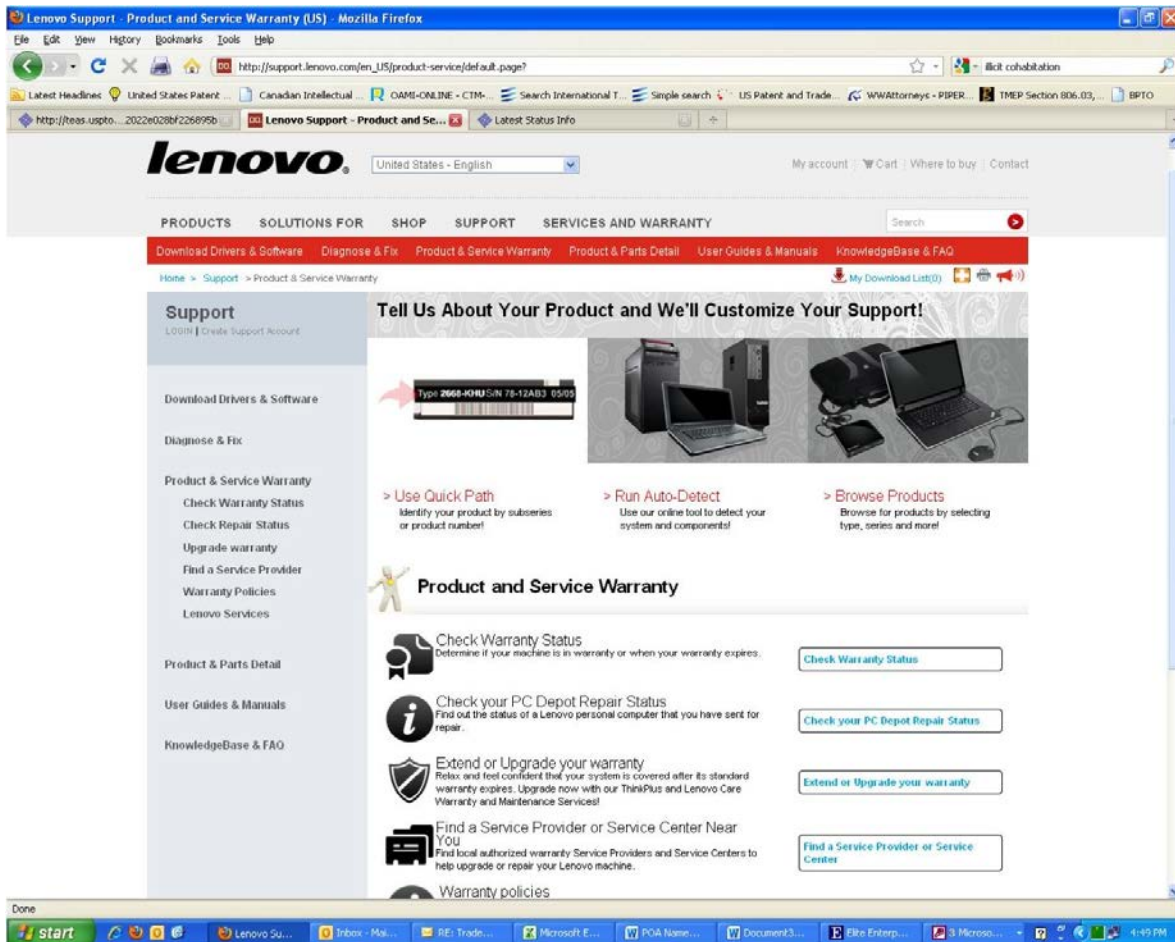 Lenovo Support - Product and Service Warranty (US) - Mozilla Firefox
File Edit View History Bookmarks Tools Help
http://support.lenovo.com/en_US/product-service/default.page?
illicit cohabitation
Latest Headlines United States Patent ... Canadian Intellectual ... OAMI-ONLINE - CTM-... Search International T... Simple search US Patent and Trade... WWAttorneys - PIPER... TMEP Section 806.03, ... BPTO
http://teas.uspto....2022e028bf226895b Lenovo Support - Product and Se... Latest Status Info
lenovo.
United States - English
My account Cart Where to buy Contact
PRODUCTS SOLUTIONS FOR SHOP SUPPORT SERVICES AND WARRANTY
Search
Download Drivers & Software Diagnose & Fix Product & Service Warranty Product & Parts Detail User Guides & Manuals KnowledgeBase & FAQ
Home > Support > Product & Service Warranty
My Download List(0)
Support
LOGIN | Create Support Account
Download Drivers & Software
Diagnose & Fix
Product & Service Warranty
Check Warranty Status
Check Repair Status
Upgrade warranty
Find a Service Provider
Warranty Policies
Lenovo Services
Product & Parts Detail
User Guides & Manuals
KnowledgeBase & FAQ
Tell Us About Your Product and We'll Customize Your Support!
Type 2668-KHU S/N 78-12AB3 05/05
> Use Quick Path
Identify your product by subseries
or product number!
> Run Auto-Detect
Use our online tool to detect your
system and components!
> Browse Products
Browse for products by selecting
type, series and more!
Product and Service Warranty
Check Warranty Status
Determine if your machine is in warranty or when your warranty expires.
Check Warranty Status
Check your PC Depot Repair Status
Find out the status of a Lenovo personal computer that you have sent for
repair.
Check your PC Depot Repair Status
Extend or Upgrade your warranty
Relax and feel confident that your system is covered after its standard
warranty expires. Upgrade now with our ThinkPlus and Lenovo Care
Warranty and Maintenance Services!
Extend or Upgrade your warranty
Find a Service Provider or Service Center Near
You
Find local authorized warranty Service Providers and Service Centers to
help upgrade or repair your Lenovo machine.
Find a Service Provider or Service
Center
Warranty policies
Done
start Lenovo Su... Inbox - Mai... RE: Trade... Microsoft E... POA Name... Document3... Elite Enterp... 3 Microso... 4:49 PM